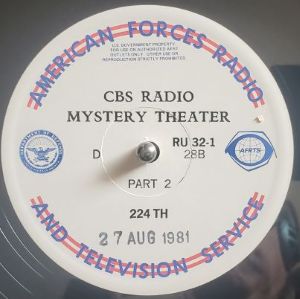 AMERICAN FORCES RADIO
U.S. GOVERNMENT PROPERTY
FOR USE ON AUTHORIZED AFRT
OUTLETS ONLY. OTHER USE OR
REPRODUCTION STRICTLY PROHIBITED.
CBS RADIO
MYSTERY THEATER
RU 32-1
D 28B
AFRTS
PART 2
224 TH
27 AUG 1981
AND TELEVISION SERVICE